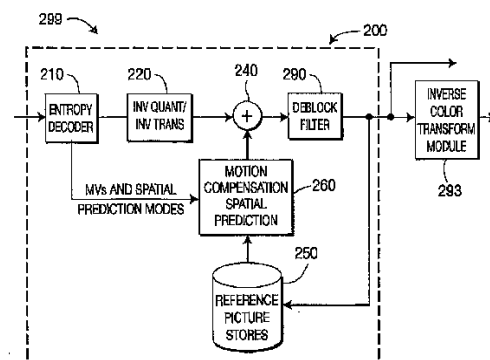 299
200
210
220
240
290
ENTROPY
DECODER
INV QUANT/
INV TRANS
+
DEBLOCK
FILTER
INVERSE
COLOR
TRANSFORM
MODULE
293
MVs AND SPATIAL
PREDICTION MODES
MOTION
COMPENSATION
SPATIAL
PREDICTION
260
250
REFERENCE
PICTURE
STORES